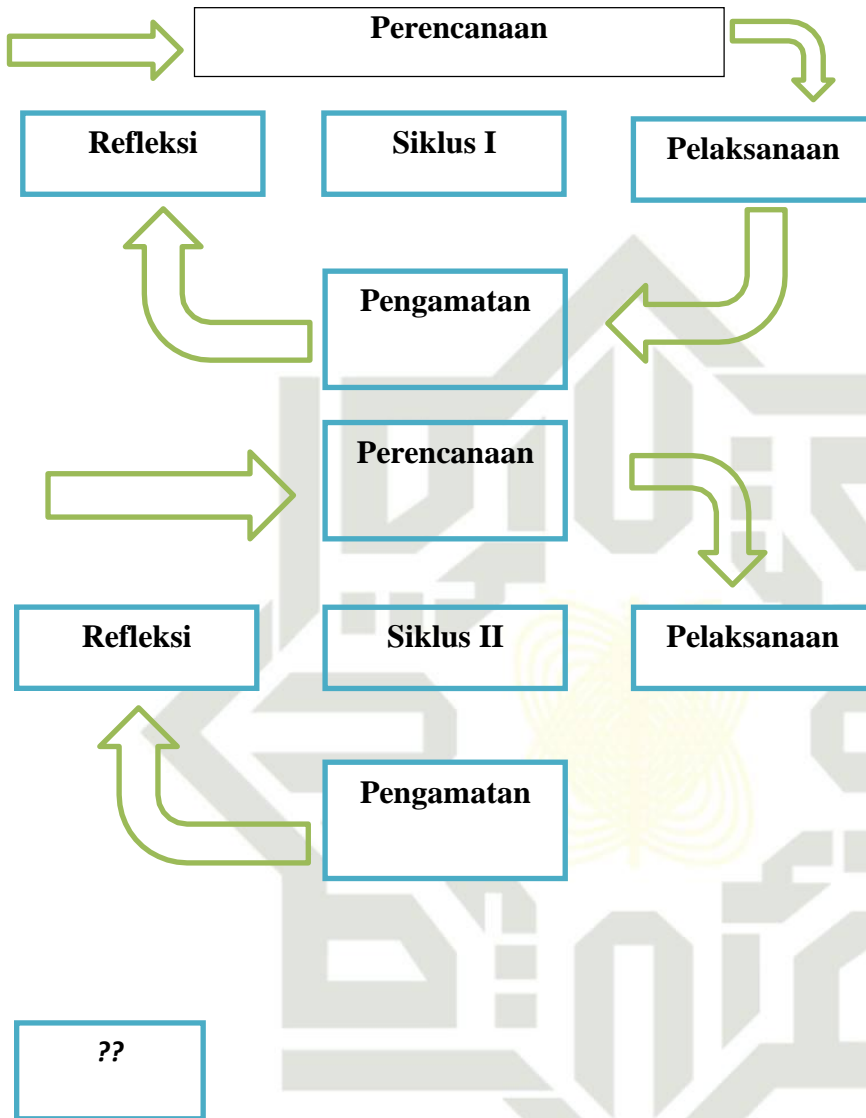 Perencanaan
Refleksi
Siklus I
Pelaksanaan
Pengamatan
Perencanaan
Refleksi
Siklus II
Pelaksanaan
Pengamatan
??